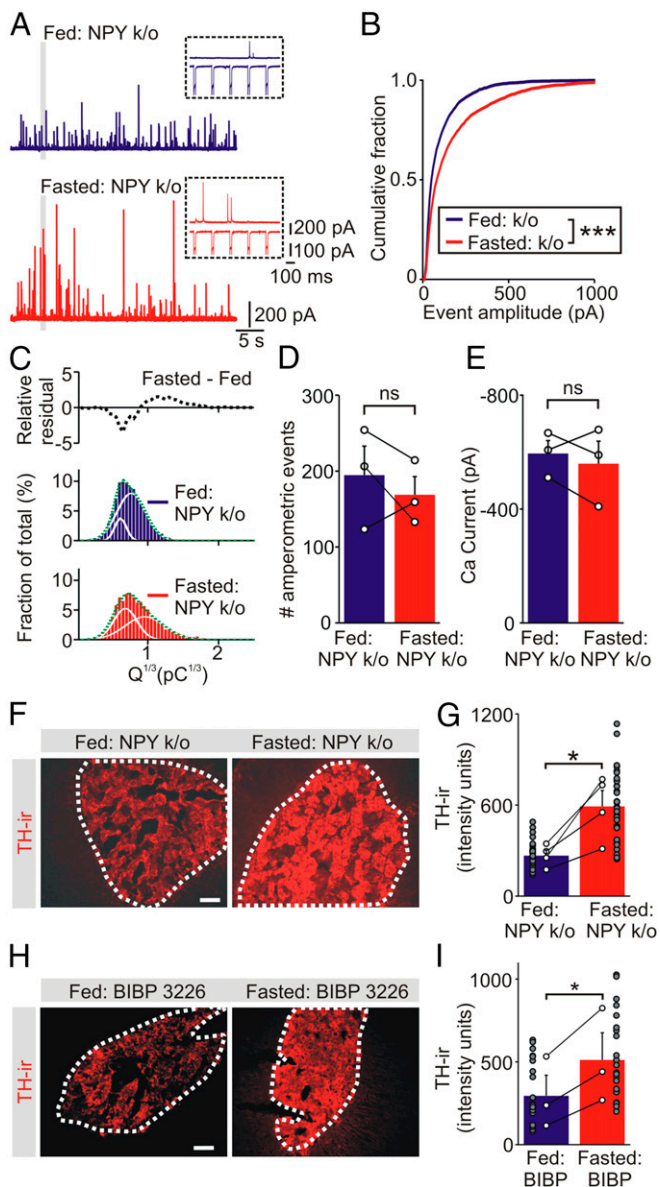 A
Fed: NPY k/o
Fasted: NPY k/o
200 pA
100 pA
100 ms
200 pA
5 s
B
Cumulative fraction
1.0
0.5
0
0
500
1000
Event amplitude (pA)
Fed: k/o
Fasted: k/o
***
C
Relative
residual
5
0
-5
Fasted - Fed
Fraction of total (%)
10
5
0
Fed:
NPY k/o
10
5
0
Fasted:
NPY k/o
1
2
Q1/3(pC1/3)
D
# amperometric events
300
200
100
0
ns
Fed:
NPY k/o
Fasted:
NPY k/o
E
Ca Current (pA)
-800
-400
0
ns
Fed:
NPY k/o
Fasted:
NPY k/o
F
Fed: NPY k/o
Fasted: NPY k/o
TH-ir
G
TH-ir
(intensity units)
1200
600
0
*
Fed:
NPY k/o
Fasted:
NPY k/o
H
Fed: BIBP 3226
Fasted: BIBP 3226
TH-ir
I
TH-ir
(intensity units)
1000
500
0
*
Fed:
BIBP
Fasted:
BIBP